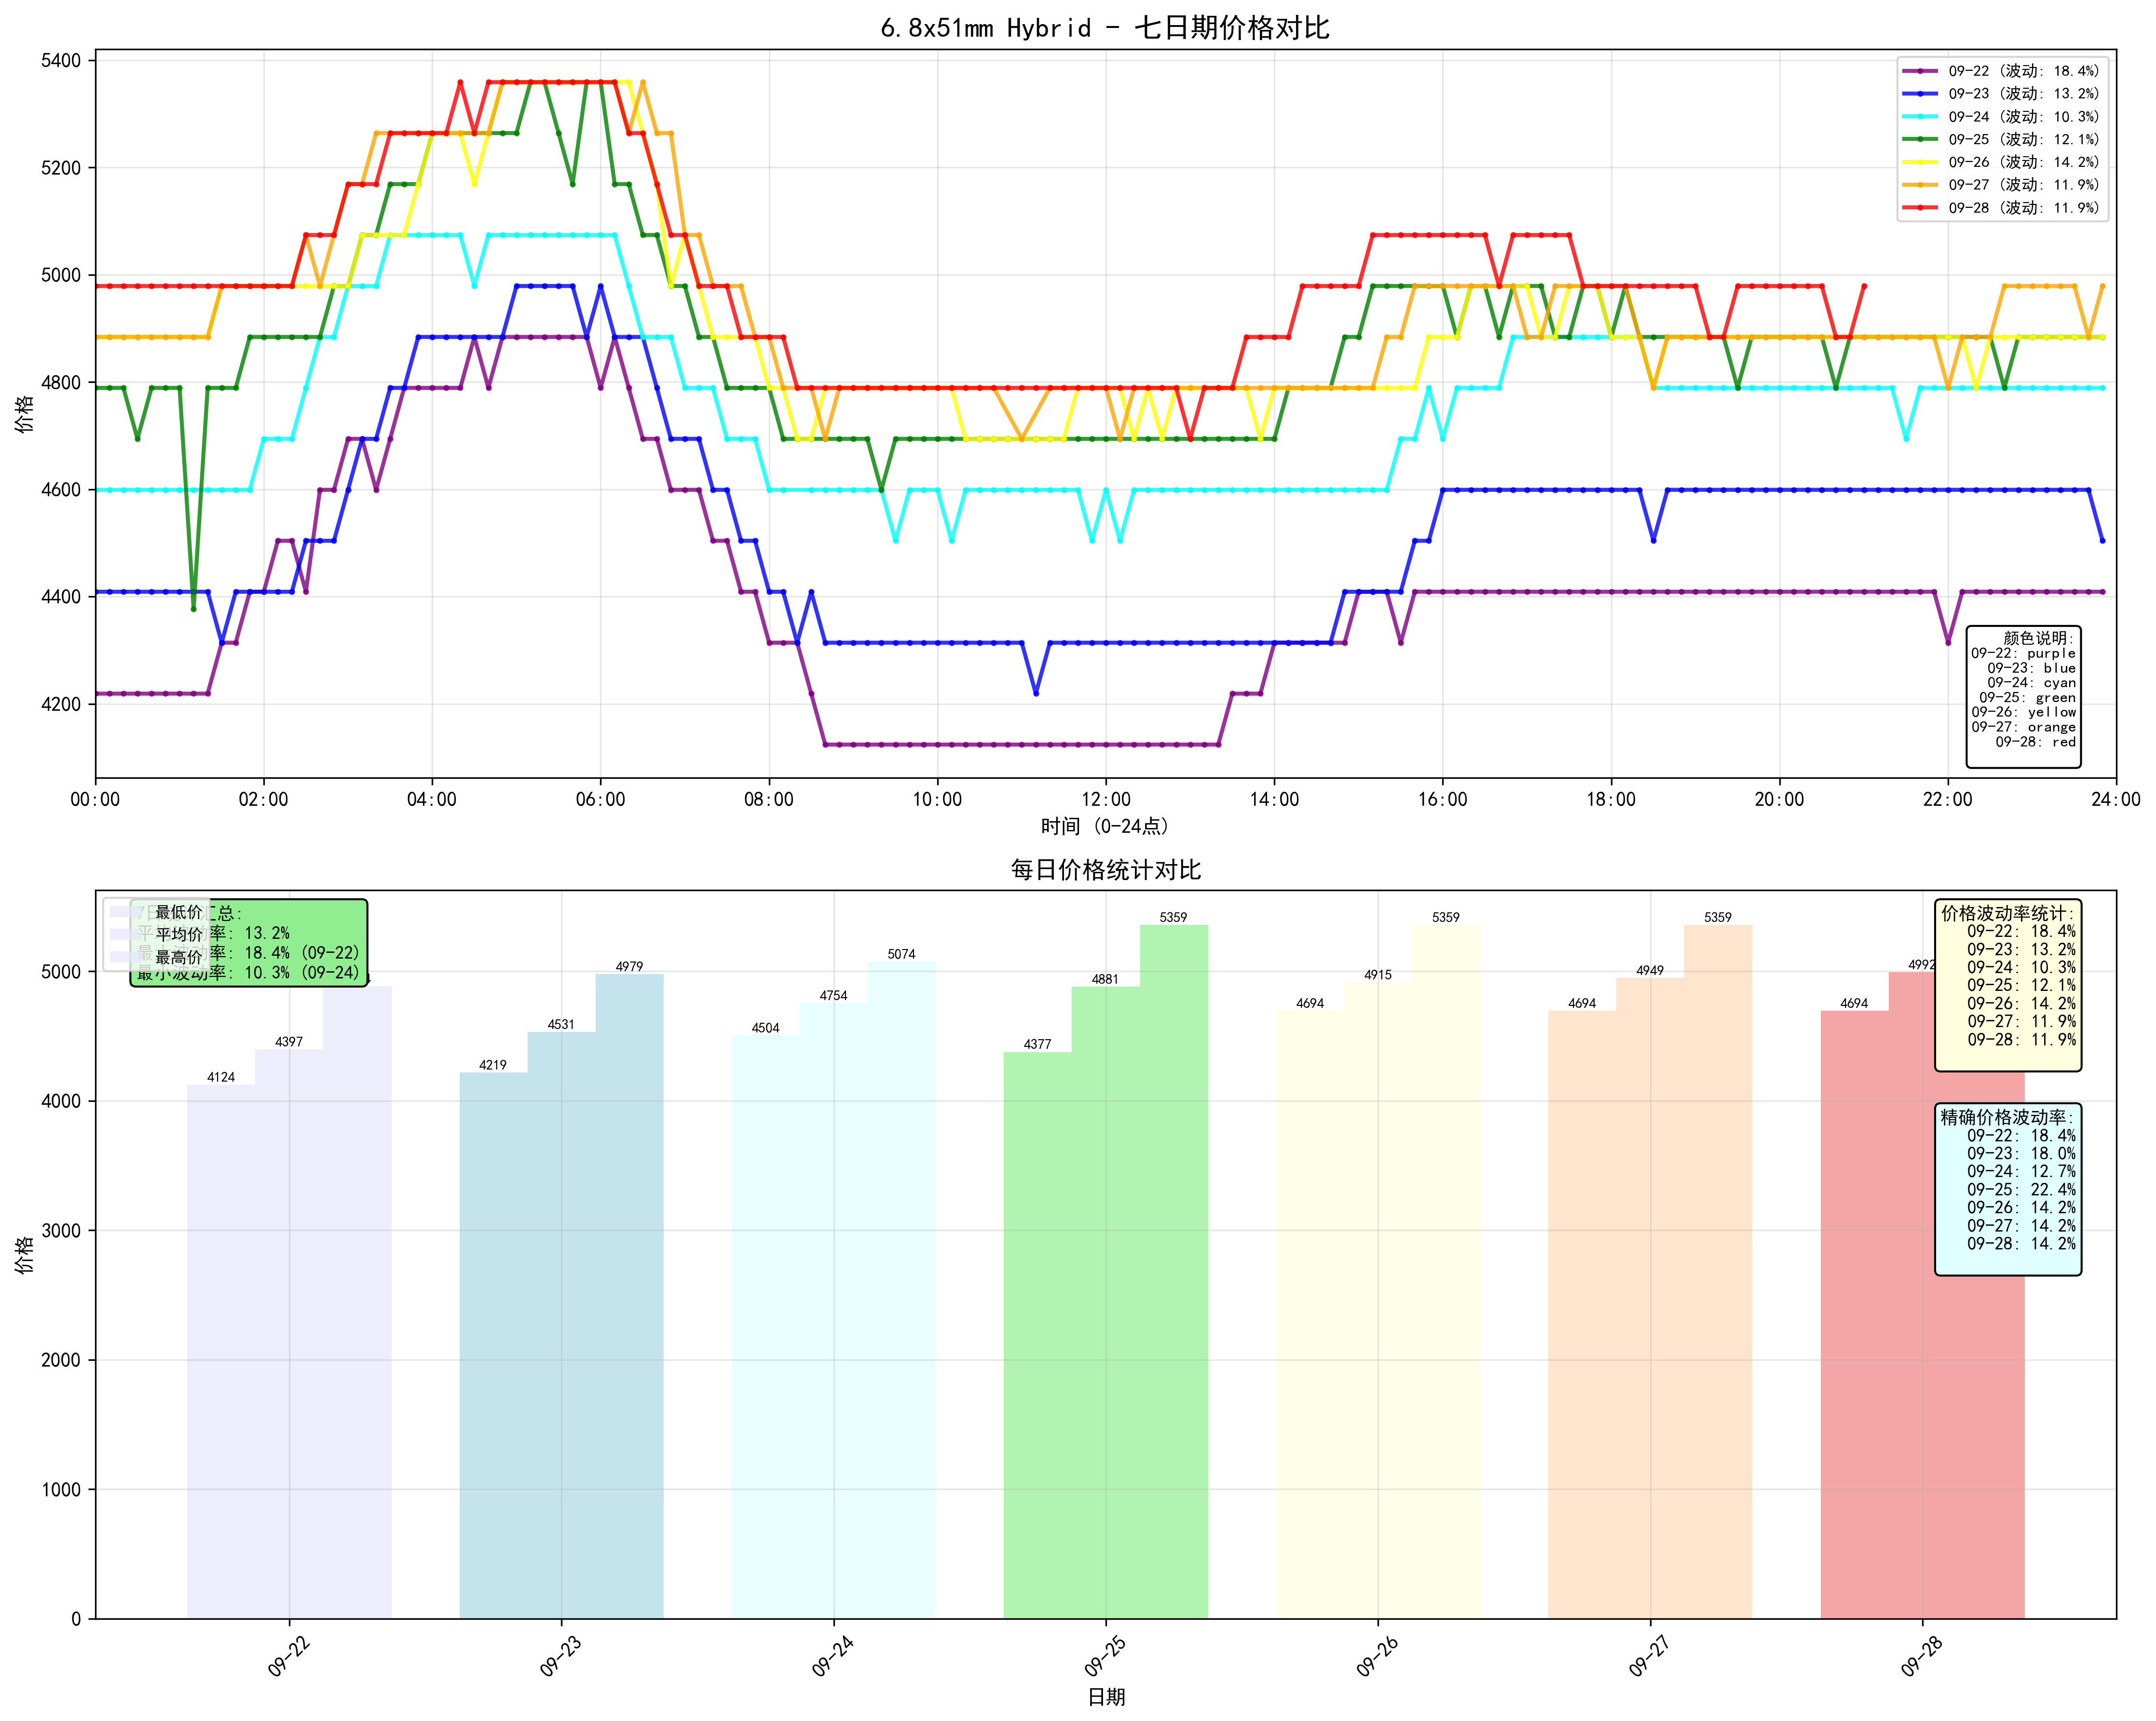 6.8x51mm Hybrid - 七日期价格对比
价格
5400
5200
5000
4800
4600
4400
4200
09-22 (波动: 18.4%)
09-23 (波动: 13.2%)
09-24 (波动: 10.3%)
09-25 (波动: 12.1%)
09-26 (波动: 14.2%)
09-27 (波动: 11.9%)
09-28 (波动: 11.9%)
颜色说明:
09-22: purple
09-23: blue
09-24: cyan
09-25: green
09-26: yellow
09-27: orange
09-28: red
00:00 02:00 04:00 06:00 08:00 10:00 12:00 14:00 16:00 18:00 20:00 22:00 24:00
时间 (0-24点)
每日价格统计对比
价格
5000
4000
3000
2000
1000
0
最低价
平均价
最高价
汇总:
率: 13.2%
率: 18.4% (09-22)
最小波动率: 10.3% (09-24)
4124
4397
4219
4531
4979
4504
4754
5074
4377
4881
5359
4694
4915
5359
4694
4949
5359
4694
4992
价格波动率统计:
09-22: 18.4%
09-23: 13.2%
09-24: 10.3%
09-25: 12.1%
09-26: 14.2%
09-27: 11.9%
09-28: 11.9%
精确价格波动率:
09-22: 18.4%
09-23: 18.0%
09-24: 12.7%
09-25: 22.4%
09-26: 14.2%
09-27: 14.2%
09-28: 14.2%
09-22 09-23 09-24 09-25 09-26 09-27 09-28
日期